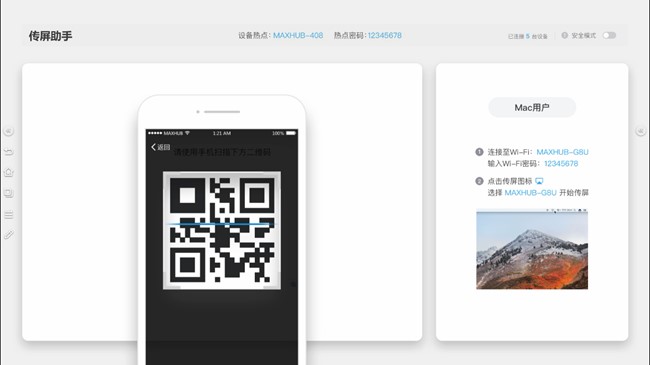 传屏助手
设备热点：MAXHUB-408 热点密码：12345678
已连接 5 台设备
安全模式
MAXHUB
1:21 AM
100%
返回
请使用手机扫描下方二维码
Mac用户
1 连接至Wi-Fi：MAXHUB-G8U
输入Wi-Fi密码：12345678
2 点击传屏图标
选择 MAXHUB-G8U 开始传屏